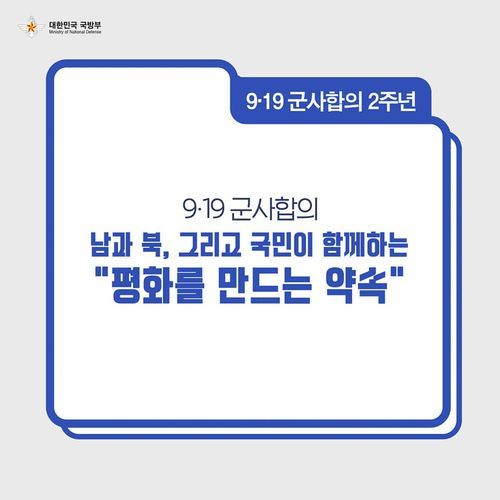 대한민국 국방부
Ministry of National Defense
9·19 군사합의 2주년
9·19 군사합의
남과 북, 그리고 국민이 함께하는
"평화를 만드는 약속"